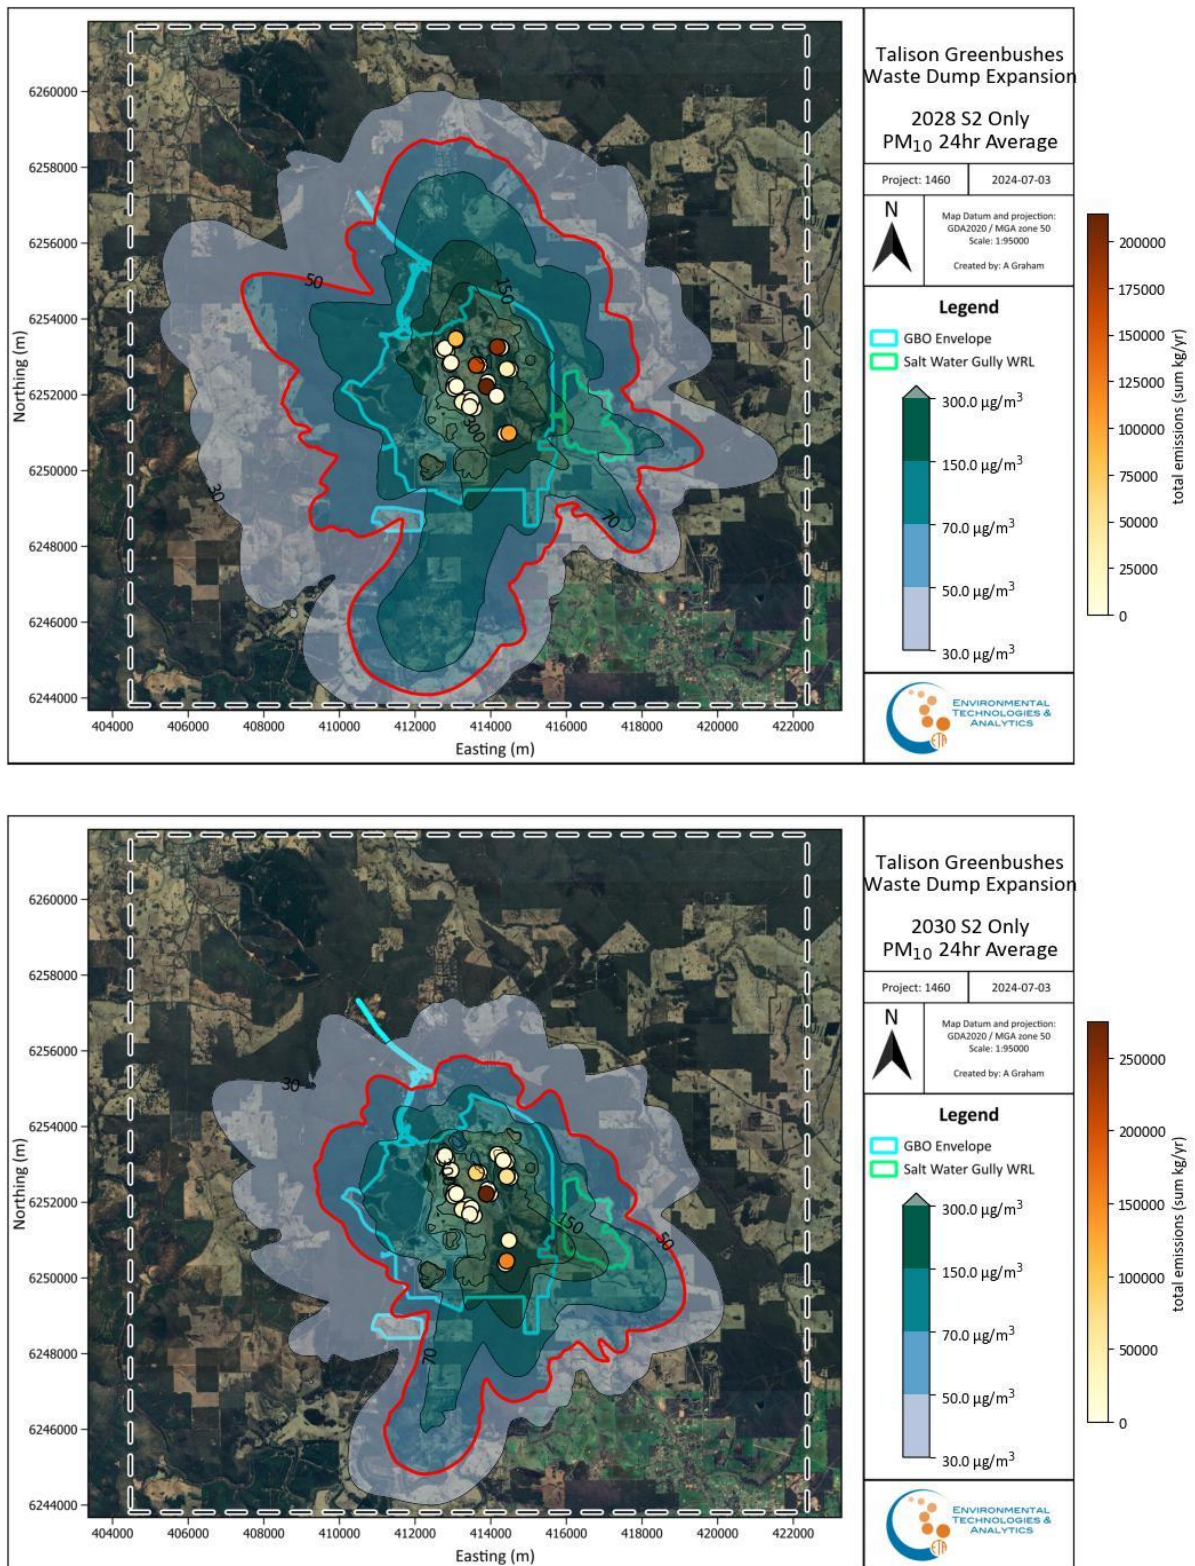 Talison Greenbushes
Waste Dump Expansion
2028 S2 Only
PM₁₀ 24hr Average
Project: 1460
2024-07-03
N
Map Datum and projection:
GDA2020 / MGA zone 50
Scale: 1:95000
Created by: A Graham
Legend
GBO Envelope
Salt Water Gully WRL
300.0 µg/m³
150.0 µg/m³
70.0 µg/m³
50.0 µg/m³
30.0 µg/m³
ENVIRONMENTAL
TECHNOLOGIES &
ANALYTICS
ETA
200000
175000
150000
125000
100000
75000
50000
25000
0
total emissions (sum kg/yr)
6260000
6258000
6256000
6254000
6252000
6250000
6248000
6246000
6244000
Northing (m)
404000
406000
408000
410000
412000
414000
416000
418000
420000
422000
Easting (m)
50
150
300
30
70
Talison Greenbushes
Waste Dump Expansion
2030 S2 Only
PM₁₀ 24hr Average
Project: 1460
2024-07-03
N
Map Datum and projection:
GDA2020 / MGA zone 50
Scale: 1:95000
Created by: A Graham
Legend
GBO Envelope
Salt Water Gully WRL
300.0 µg/m³
150.0 µg/m³
70.0 µg/m³
50.0 µg/m³
30.0 µg/m³
ENVIRONMENTAL
TECHNOLOGIES &
ANALYTICS
ETA
250000
200000
150000
100000
50000
0
total emissions (sum kg/yr)
6260000
6258000
6256000
6254000
6252000
6250000
6248000
6246000
6244000
Northing (m)
404000
406000
408000
410000
412000
414000
416000
418000
420000
422000
Easting (m)
30
150
50
70